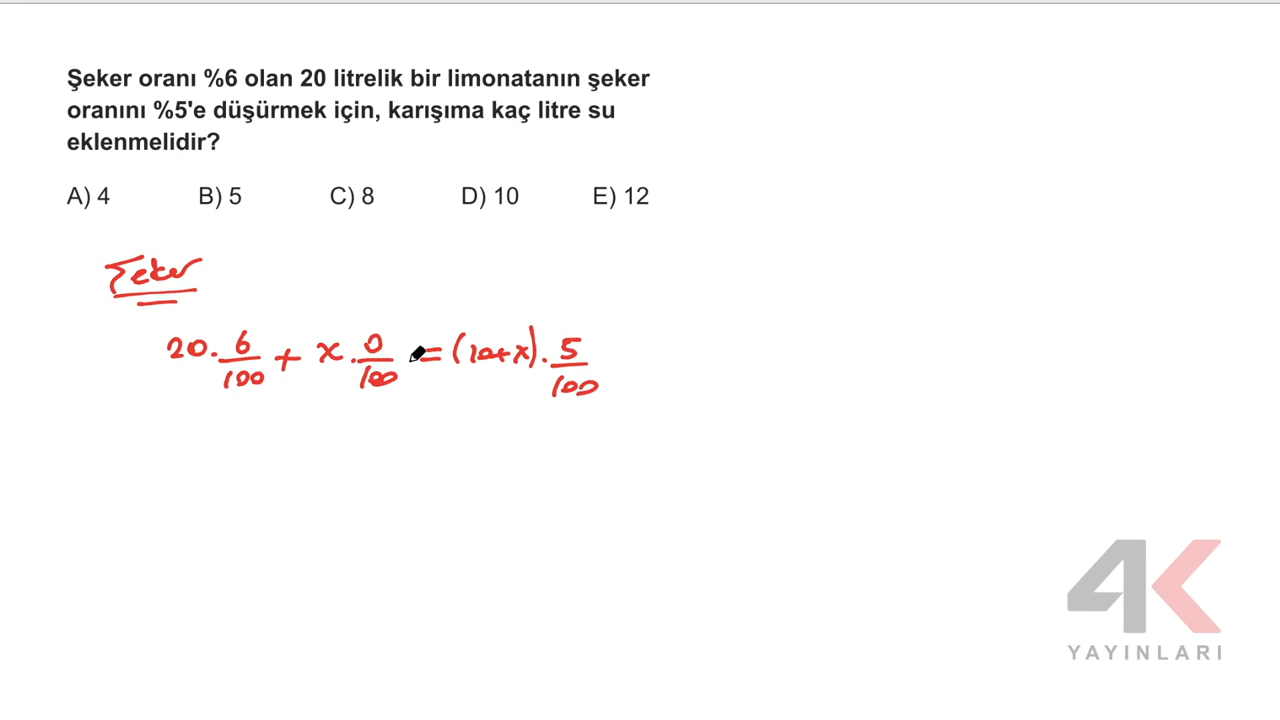 Şeker oranı %6 olan 20 litrelik bir limonatanın şeker
oranını %5'e düşürmek için, karışıma kaç litre su
eklenmelidir?
A) 4 B) 5 C) 8 D) 10 E) 12
Şeker
20. 6/100 + x. 0/100 = (20+x). 5/100
4K
YAYINLARI